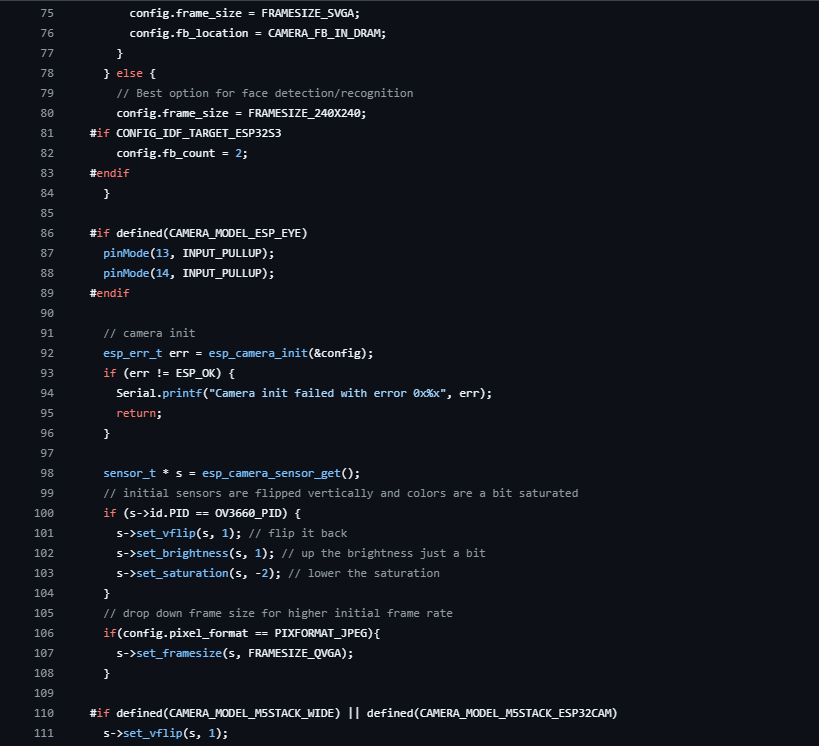 75 config.frame_size = FRAMESIZE_SVGA;
76 config.fb_location = CAMERA_FB_IN_DRAM;
77 }
78 } else {
79 // Best option for face detection/recognition
80 config.frame_size = FRAMESIZE_240X240;
81 #if CONFIG_IDF_TARGET_ESP32S3
82 config.fb_count = 2;
83 #endif
84 }
85
86 #if defined(CAMERA_MODEL_ESP_EYE)
87 pinMode(13, INPUT_PULLUP);
88 pinMode(14, INPUT_PULLUP);
89 #endif
90
91 // camera init
92 esp_err_t err = esp_camera_init(&config);
93 if (err != ESP_OK) {
94 Serial.printf("Camera init failed with error 0x%x", err);
95 return;
96 }
97
98 sensor_t * s = esp_camera_sensor_get();
99 // initial sensors are flipped vertically and colors are a bit saturated
100 if (s->id.PID == OV3660_PID) {
101 s->set_vflip(s, 1); // flip it back
102 s->set_brightness(s, 1); // up the brightness just a bit
103 s->set_saturation(s, -2); // lower the saturation
104 }
105 // drop down frame size for higher initial frame rate
106 if(config.pixel_format == PIXFORMAT_JPEG){
107 s->set_framesize(s, FRAMESIZE_QVGA);
108 }
109
110 #if defined(CAMERA_MODEL_M5STACK_WIDE) || defined(CAMERA_MODEL_M5STACK_ESP32CAM)
111 s->set_vflip(s, 1);